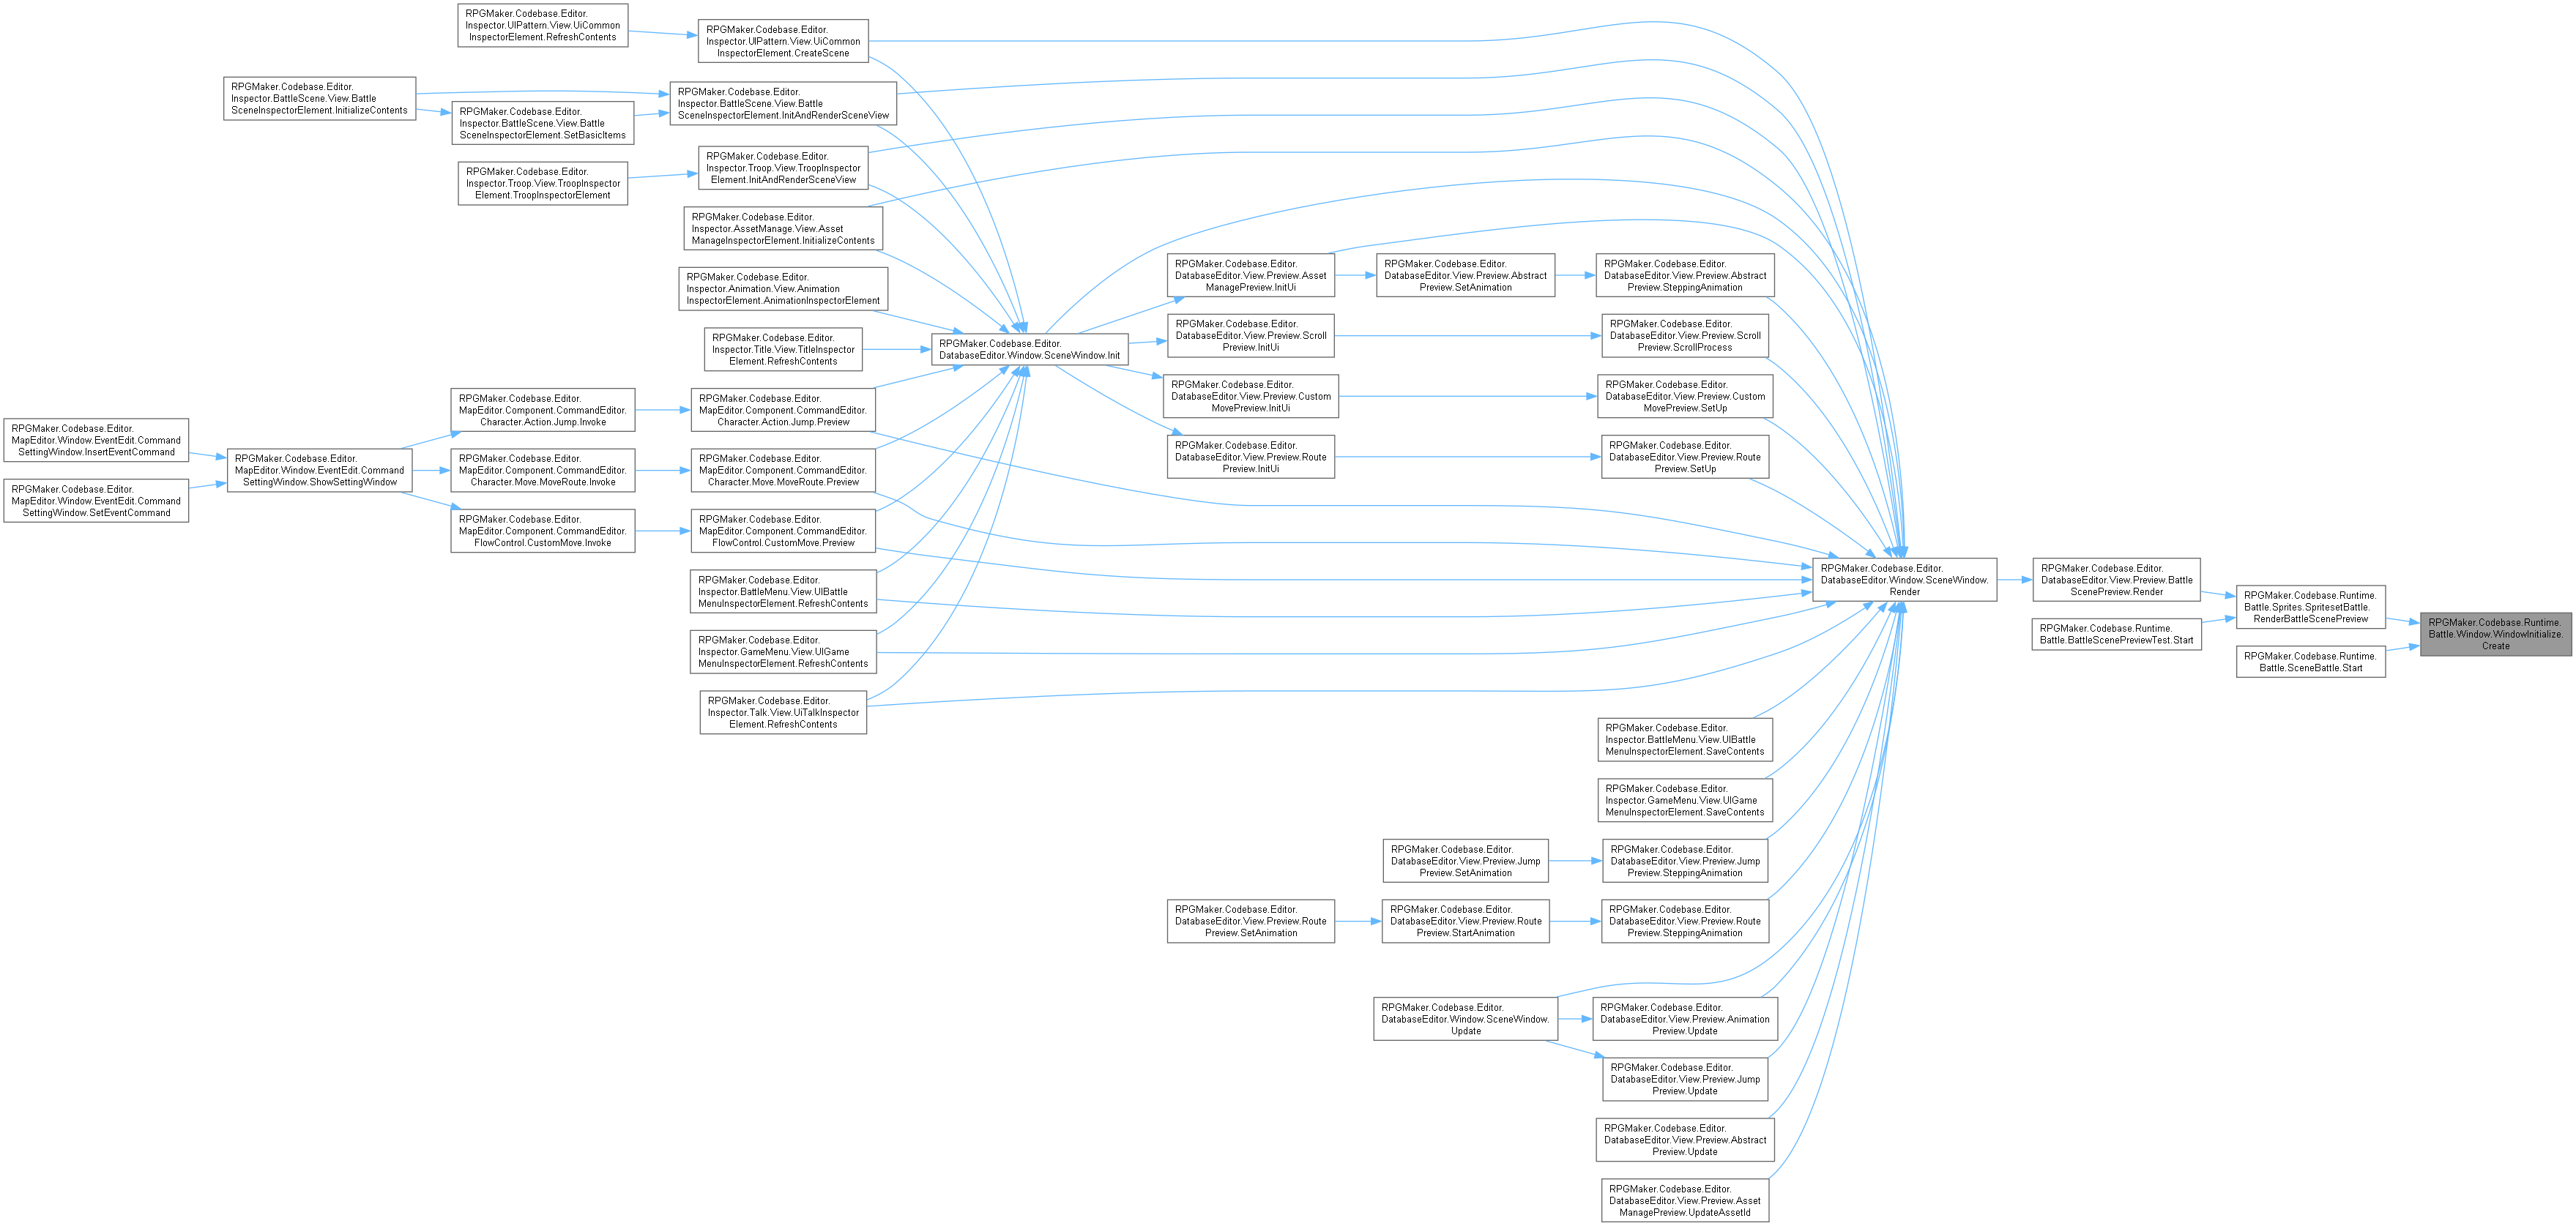 RPGMaker.Codebase.Editor.
Inspector.UIPattern.View.UiCommon
InspectorElement.RefreshContents
RPGMaker.Codebase.Editor.
Inspector.UIPattern.View.UiCommon
InspectorElement.CreateScene
RPGMaker.Codebase.Editor.
Inspector.BattleScene.View.Battle
SceneInspectorElement.InitializeContents
RPGMaker.Codebase.Editor.
Inspector.BattleScene.View.Battle
SceneInspectorElement.SetBasicItems
RPGMaker.Codebase.Editor.
Inspector.BattleScene.View.Battle
SceneInspectorElement.InitAndRenderSceneView
RPGMaker.Codebase.Editor.
Inspector.Troop.View.TroopInspector
Element.TroopInspectorElement
RPGMaker.Codebase.Editor.
Inspector.Troop.View.TroopInspector
Element.InitAndRenderSceneView
RPGMaker.Codebase.Editor.
Inspector.AssetManage.View.Asset
ManageInspectorElement.InitializeContents
RPGMaker.Codebase.Editor.
Inspector.Animation.View.Animation
InspectorElement.AnimationInspectorElement
RPGMaker.Codebase.Editor.
Inspector.Title.View.TitleInspector
Element.RefreshContents
RPGMaker.Codebase.Editor.
DatabaseEditor.Window.SceneWindow.Init
RPGMaker.Codebase.Editor.
DatabaseEditor.View.Preview.Asset
ManagePreview.InitUi
RPGMaker.Codebase.Editor.
DatabaseEditor.View.Preview.Abstract
Preview.SetAnimation
RPGMaker.Codebase.Editor.
DatabaseEditor.View.Preview.Abstract
Preview.SteppingAnimation
RPGMaker.Codebase.Editor.
DatabaseEditor.View.Preview.Scroll
Preview.InitUi
RPGMaker.Codebase.Editor.
DatabaseEditor.View.Preview.Scroll
Preview.ScrollProcess
RPGMaker.Codebase.Editor.
DatabaseEditor.View.Preview.Custom
MovePreview.InitUi
RPGMaker.Codebase.Editor.
DatabaseEditor.View.Preview.Custom
MovePreview.SetUp
RPGMaker.Codebase.Editor.
DatabaseEditor.View.Preview.Route
Preview.InitUi
RPGMaker.Codebase.Editor.
DatabaseEditor.View.Preview.Route
Preview.SetUp
RPGMaker.Codebase.Editor.
MapEditor.Window.EventEdit.Command
SettingWindow.InsertEventCommand
RPGMaker.Codebase.Editor.
MapEditor.Window.EventEdit.Command
SettingWindow.SetEventCommand
RPGMaker.Codebase.Editor.
MapEditor.Window.EventEdit.Command
SettingWindow.ShowSettingWindow
RPGMaker.Codebase.Editor.
MapEditor.Component.CommandEditor.
Character.Action.Jump.Invoke
RPGMaker.Codebase.Editor.
MapEditor.Component.CommandEditor.
Character.Action.Jump.Preview
RPGMaker.Codebase.Editor.
MapEditor.Component.CommandEditor.
Character.Move.MoveRoute.Invoke
RPGMaker.Codebase.Editor.
MapEditor.Component.CommandEditor.
Character.Move.MoveRoute.Preview
RPGMaker.Codebase.Editor.
MapEditor.Component.CommandEditor.
FlowControl.CustomMove.Invoke
RPGMaker.Codebase.Editor.
MapEditor.Component.CommandEditor.
FlowControl.CustomMove.Preview
RPGMaker.Codebase.Editor.
Inspector.BattleMenu.View.UIBattle
MenuInspectorElement.RefreshContents
RPGMaker.Codebase.Editor.
Inspector.GameMenu.View.UIGame
MenuInspectorElement.RefreshContents
RPGMaker.Codebase.Editor.
Inspector.Talk.View.UiTalkInspector
Element.RefreshContents
RPGMaker.Codebase.Editor.
DatabaseEditor.Window.SceneWindow.
Render
RPGMaker.Codebase.Editor.
DatabaseEditor.View.Preview.Battle
ScenePreview.Render
RPGMaker.Codebase.Runtime.
Battle.BattleScenePreviewTest.Start
RPGMaker.Codebase.Runtime.
Battle.Sprites.SpritesetBattle.
RenderBattleScenePreview
RPGMaker.Codebase.Runtime.
Battle.SceneBattle.Start
RPGMaker.Codebase.Runtime.
Battle.Window.WindowInitialize.
Create
RPGMaker.Codebase.Editor.
Inspector.BattleMenu.View.UIBattle
MenuInspectorElement.SaveContents
RPGMaker.Codebase.Editor.
Inspector.GameMenu.View.UIGame
MenuInspectorElement.SaveContents
RPGMaker.Codebase.Editor.
DatabaseEditor.View.Preview.Jump
Preview.SetAnimation
RPGMaker.Codebase.Editor.
DatabaseEditor.View.Preview.Jump
Preview.SteppingAnimation
RPGMaker.Codebase.Editor.
DatabaseEditor.View.Preview.Route
Preview.SetAnimation
RPGMaker.Codebase.Editor.
DatabaseEditor.View.Preview.Route
Preview.StartAnimation
RPGMaker.Codebase.Editor.
DatabaseEditor.View.Preview.Route
Preview.SteppingAnimation
RPGMaker.Codebase.Editor.
DatabaseEditor.Window.SceneWindow.
Update
RPGMaker.Codebase.Editor.
DatabaseEditor.View.Preview.Animation
Preview.Update
RPGMaker.Codebase.Editor.
DatabaseEditor.View.Preview.Jump
Preview.Update
RPGMaker.Codebase.Editor.
DatabaseEditor.View.Preview.Abstract
Preview.Update
RPGMaker.Codebase.Editor.
DatabaseEditor.View.Preview.Asset
ManagePreview.UpdateAssetId